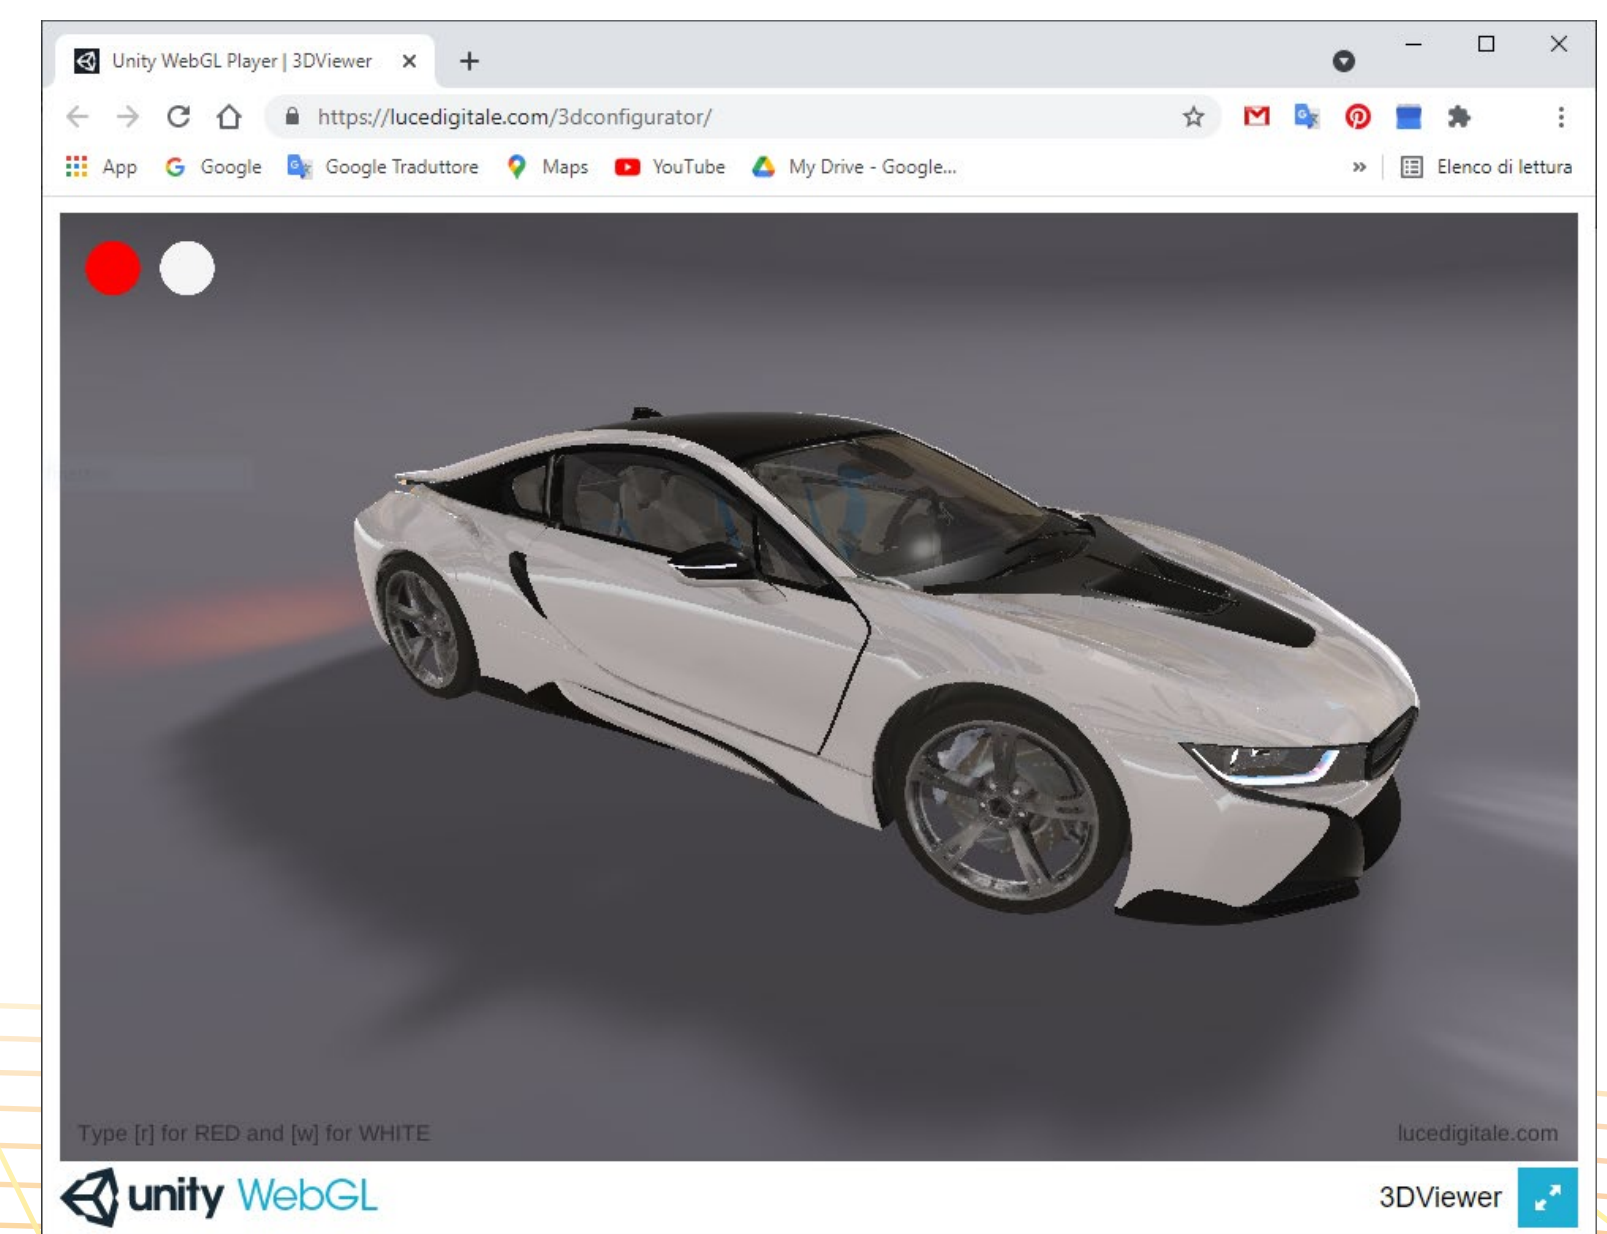 Unity WebGL Player | 3DViewer
https://lucedigitale.com/3dconfigurator/
App Google Google Traduttore Maps YouTube My Drive - Google... » Elenco di lettura
Type [r] for RED and [w] for WHITE lucedigitale.com
unity WebGL 3DViewer